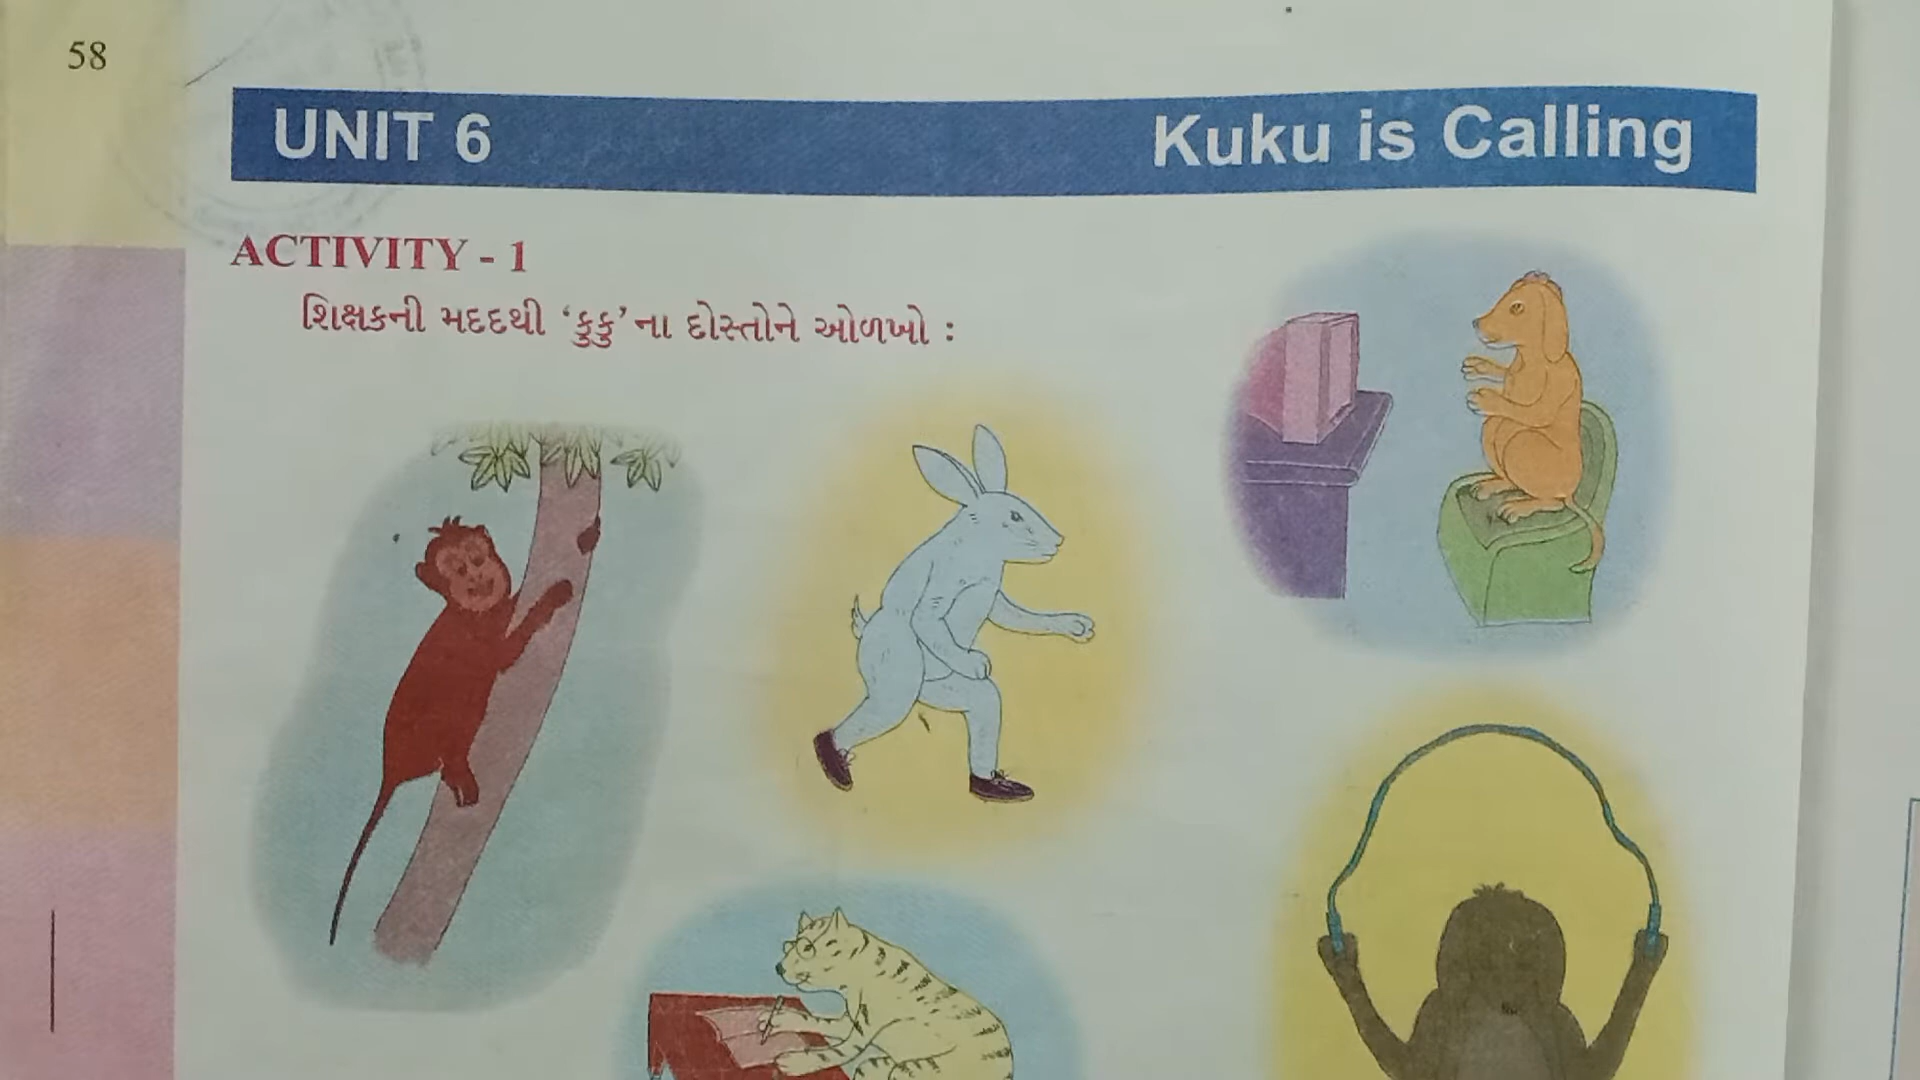 58
UNIT 6 Kuku is Calling
ACTIVITY - 1
શિક્ષકની મદદથી ‘કુકુ’ના દોસ્તોને ઓળખો :